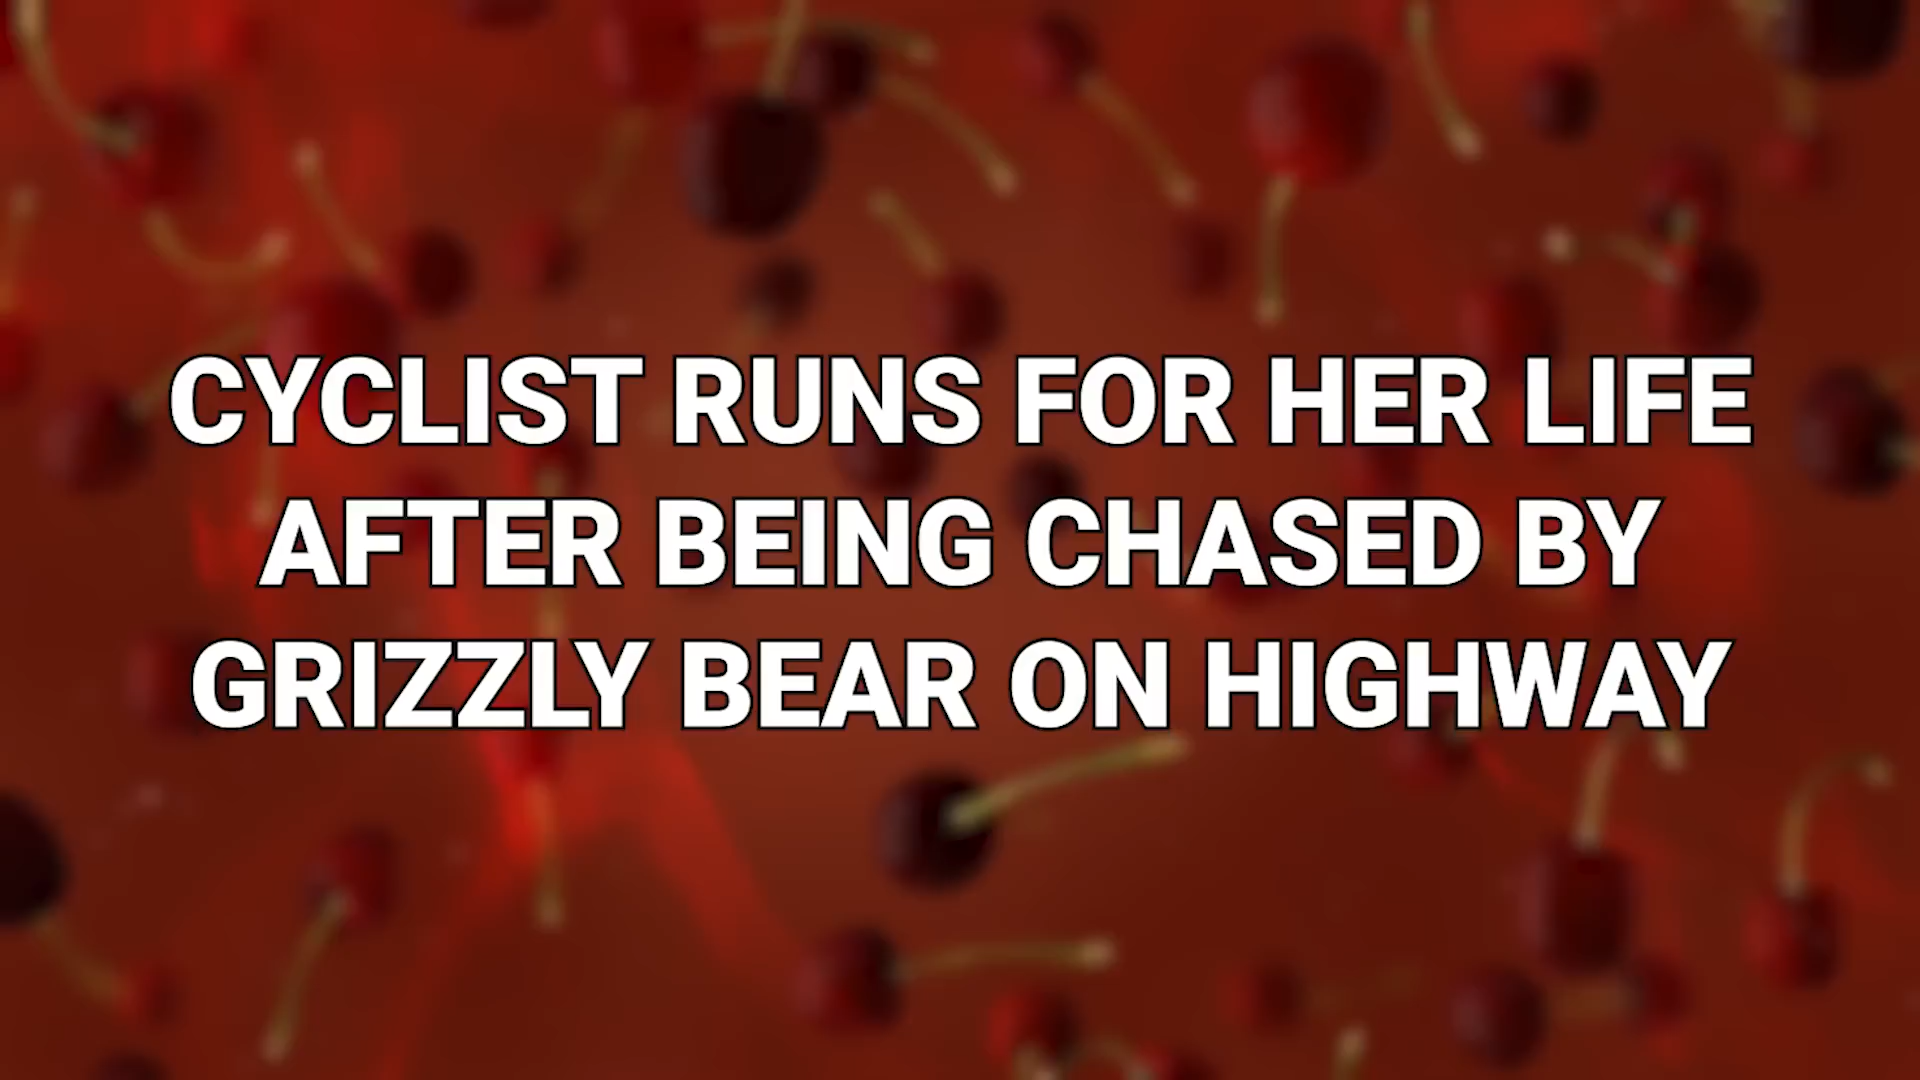 CYCLIST RUNS FOR HER LIFE
AFTER BEING CHASED BY
GRIZZLY BEAR ON HIGHWAY